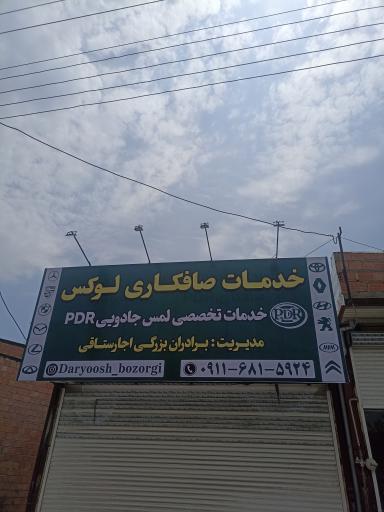 خدمات صافکاری لوکس
خدمات تخصصی لمس جادویی PDR
PDR
مدیریت : برادران بزرگی اجارستاقی
@Daryoosh_bozorgi
۰۹۱۱-۶۸۱-۵۹۲۴